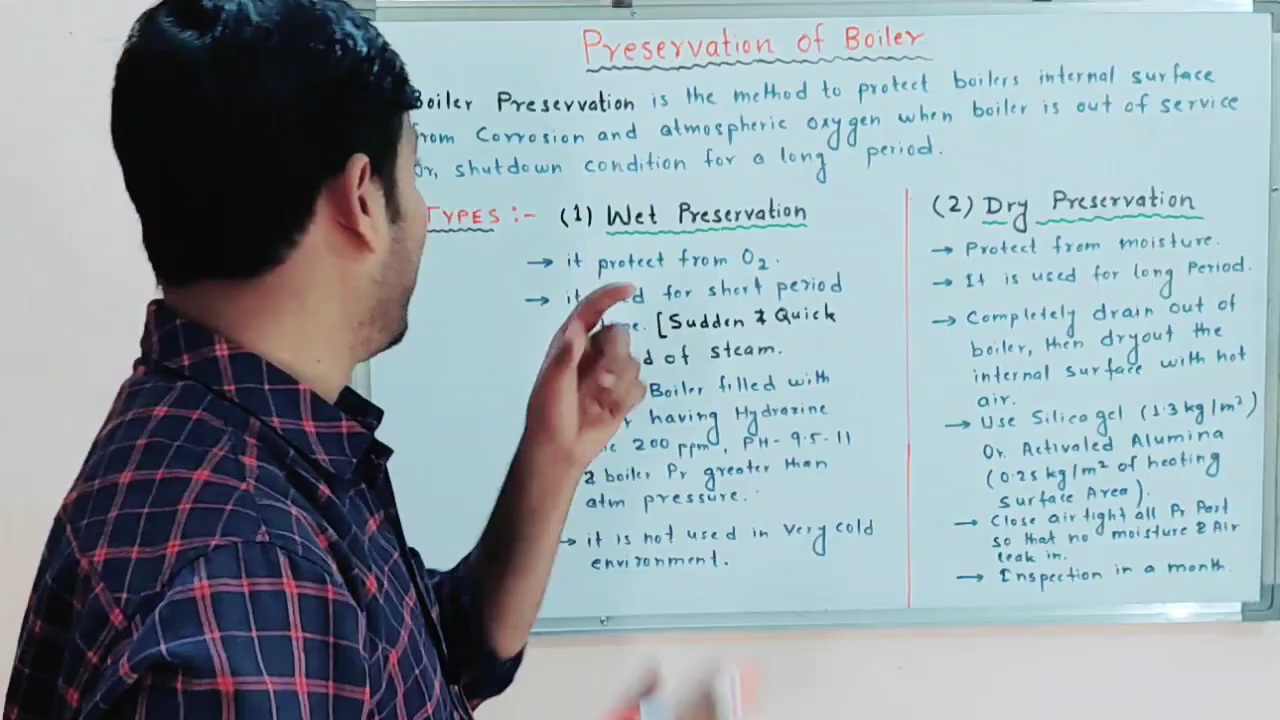 Preservation of Boiler
Boiler Preservation is the method to protect boilers internal surface
from Corrosion and atmospheric oxygen when boiler is out of service
Or, shutdown condition for a long period.
TYPES :-
(1) Wet Preservation
→ it protect from O2.
→ it for short period
[Sudden & Quick
of steam.
Boiler filled with
having Hydrazine
200 ppm, PH-9.5-11
& boiler Pr greater than
atm pressure.
→ it is not used in very cold
environment.
(2) Dry Preservation
→ Protect from moisture.
→ It is used for long Period.
→ Completely drain out of
boiler, then dryout the
internal surface with hot
air.
→ Use Silica gel (1.3 kg/m²)
Or. Activated Alumina
(0.25 kg/m² of heating
surface Area).
→ Close air tight all Pr Part
so that no moisture & Air
leak in.
→ Inspection in a month.